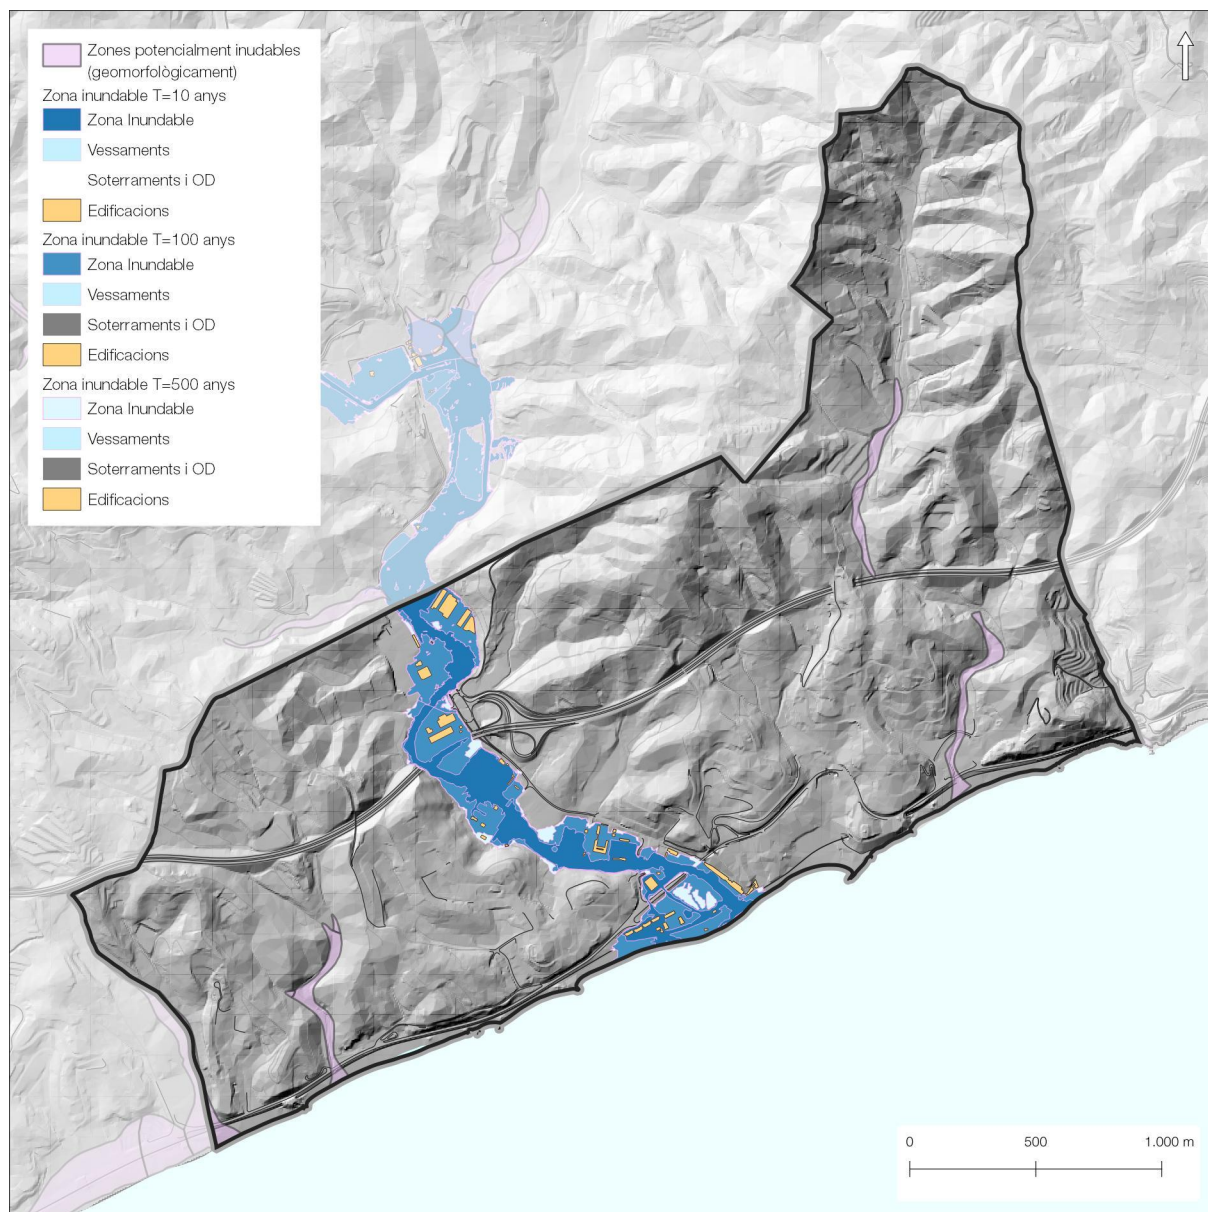 Zones potencialment inudables
(geomorfològicament)
Zona inundable T=10 anys
Zona Inundable
Vessaments
Soterraments i OD
Edificacions
Zona inundable T=100 anys
Zona Inundable
Vessaments
Soterraments i OD
Edificacions
Zona inundable T=500 anys
Zona Inundable
Vessaments
Soterraments i OD
Edificacions
0 500 1.000 m